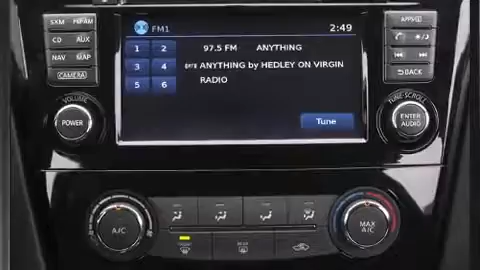 SXM FM·AM
CD AUX
NAV MAP
CAMERA
VOLUME
POWER
FM1 2:49
1 2
3 4
5 6
97.5 FM ANYTHING
ANYTHING by HEDLEY ON VIRGIN
RADIO
Tune
APPS
BACK
TUNE·SCROLL
ENTER
AUDIO
A/C
MAX
A/C